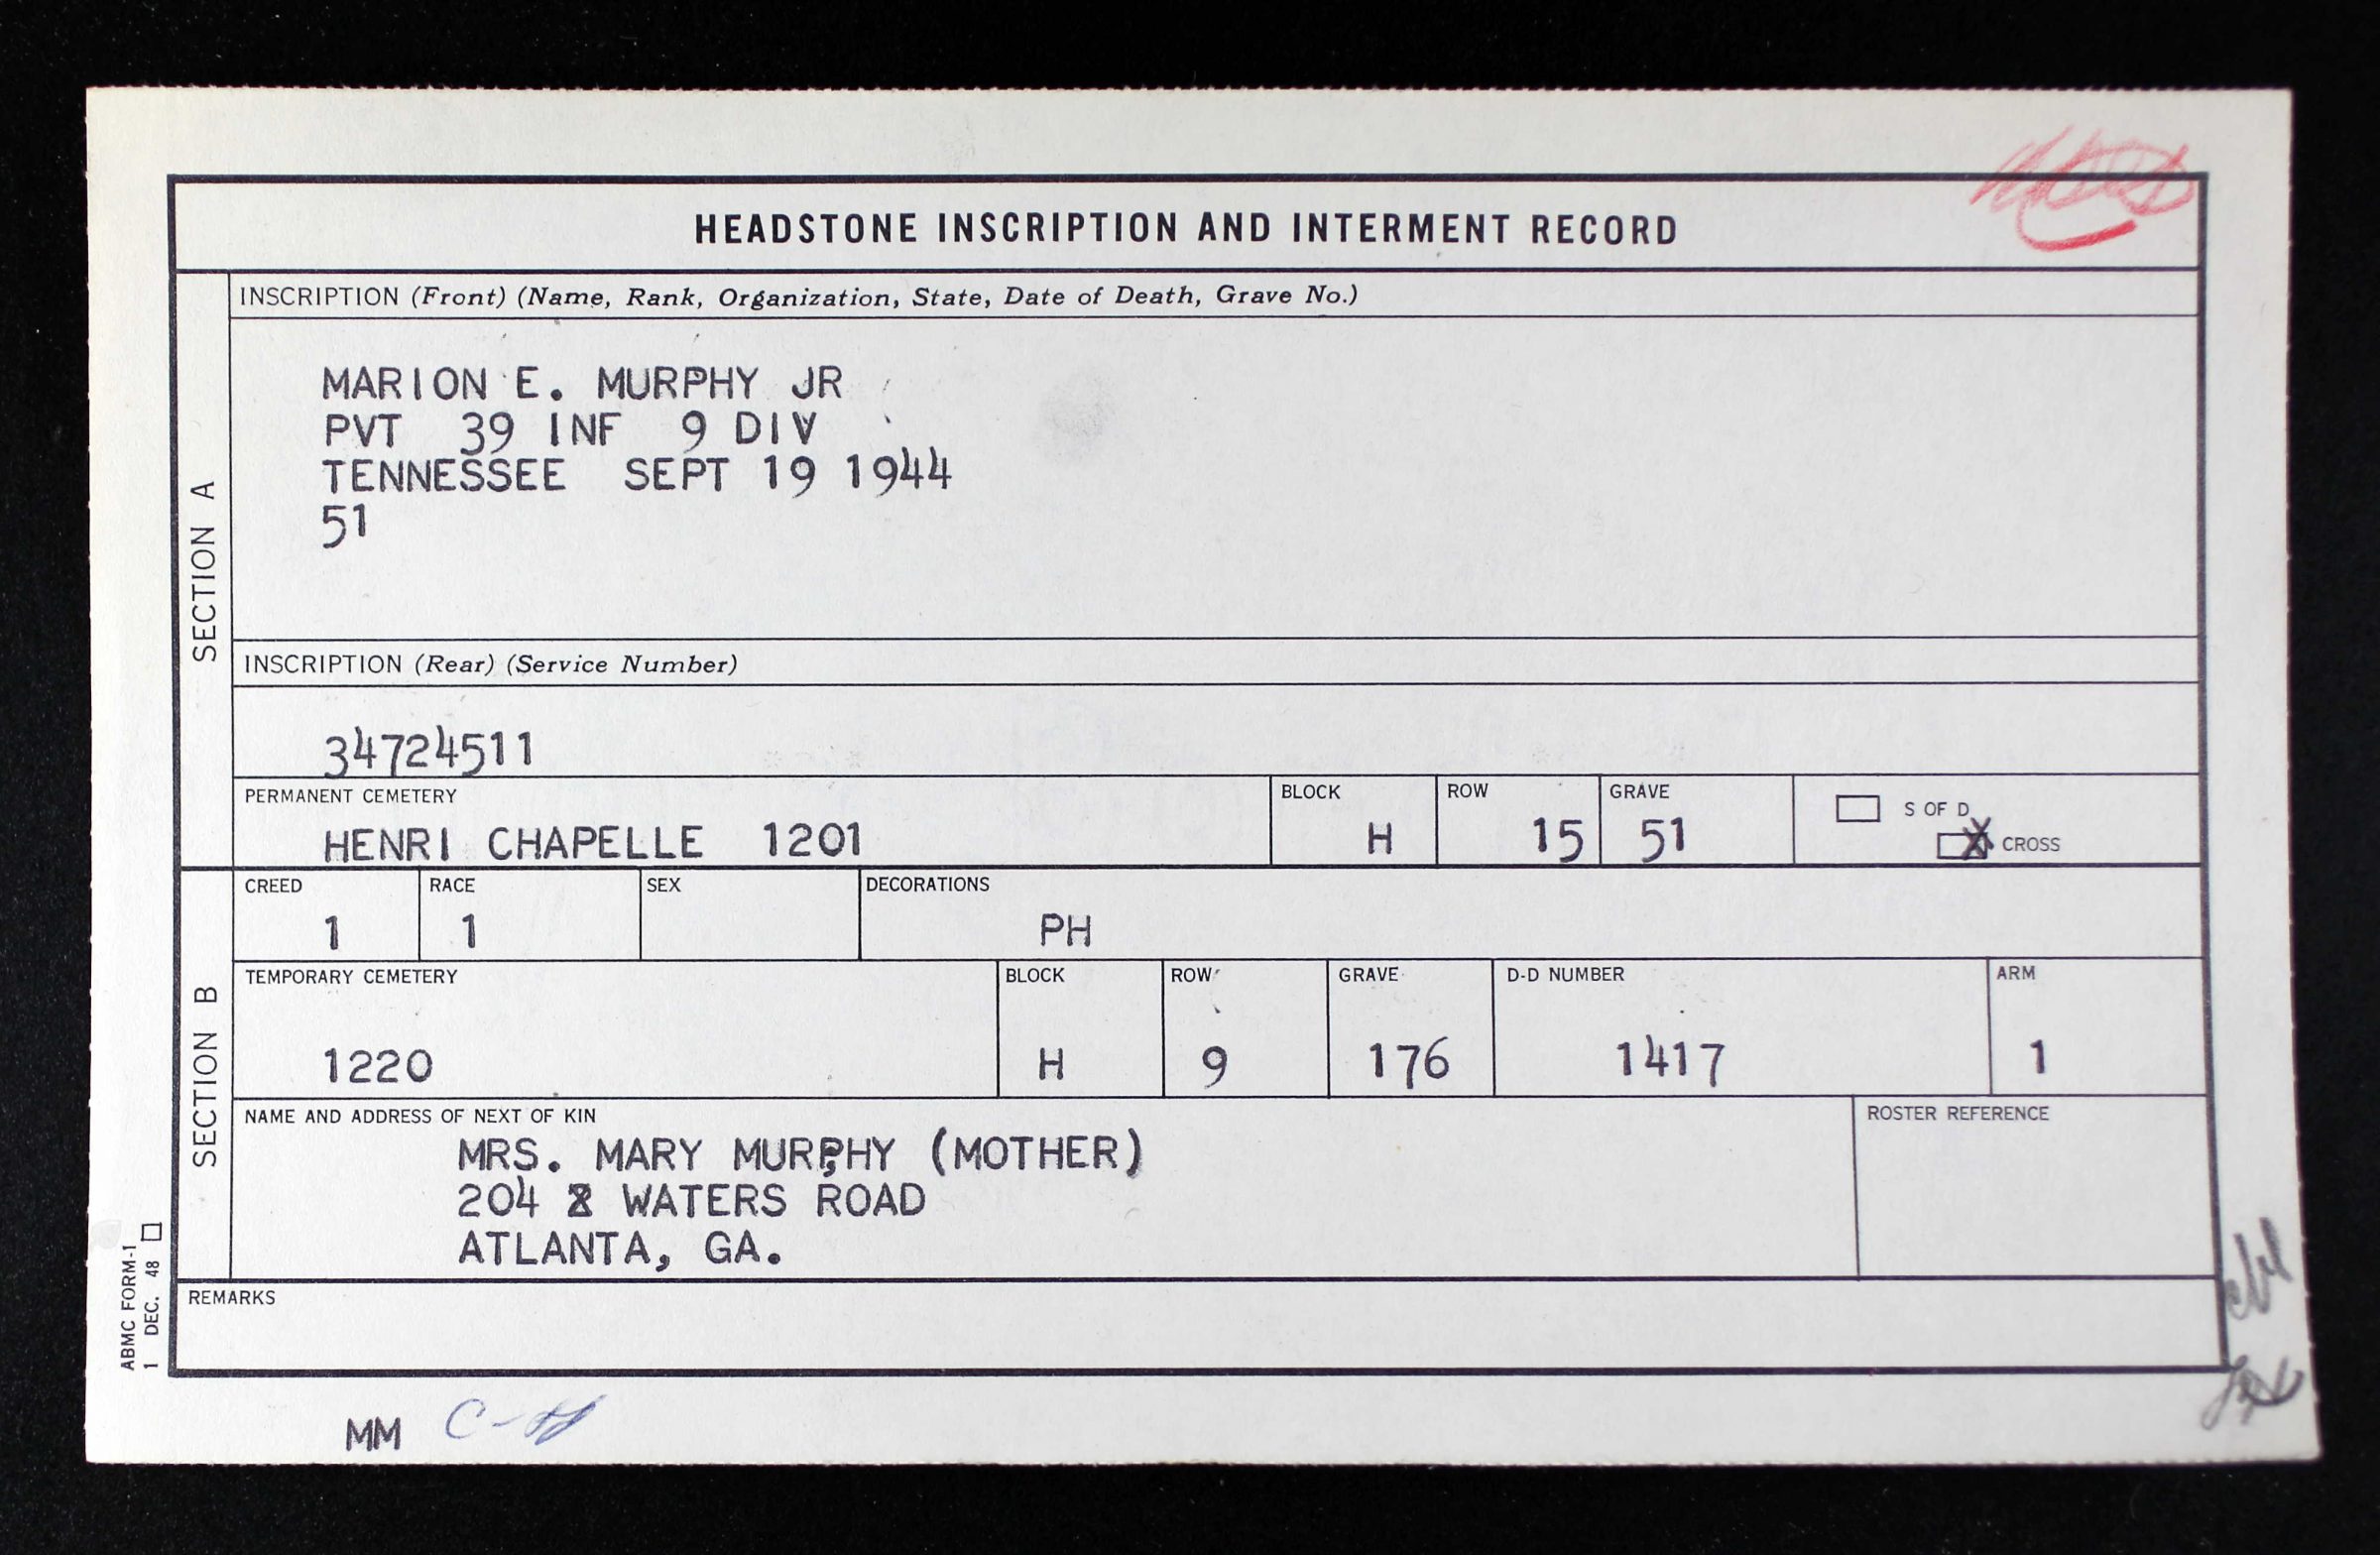 HEADSTONE INSCRIPTION AND INTERMENT RECORD
SECTION A
INSCRIPTION (Front) (Name, Rank, Organization, State, Date of Death, Grave No.)
MARION E. MURPHY JR
PVT 39 INF 9 DIV
TENNESSEE SEPT 19 1944
51
INSCRIPTION (Rear) (Service Number)
34724511
PERMANENT CEMETERY BLOCK ROW GRAVE
S OF D
HENRI CHAPELLE 1201 H 15 51
X CROSS
SECTION B
CREED RACE SEX DECORATIONS
1 1 PH
TEMPORARY CEMETERY BLOCK ROW GRAVE D-D NUMBER ARM
1220 H 9 176 1417 1
NAME AND ADDRESS OF NEXT OF KIN ROSTER REFERENCE
MRS. MARY MURPHY (MOTHER)
204 WATERS ROAD
ATLANTA, GA.
REMARKS
ABMC FORM-1
1 DEC. 48
MM